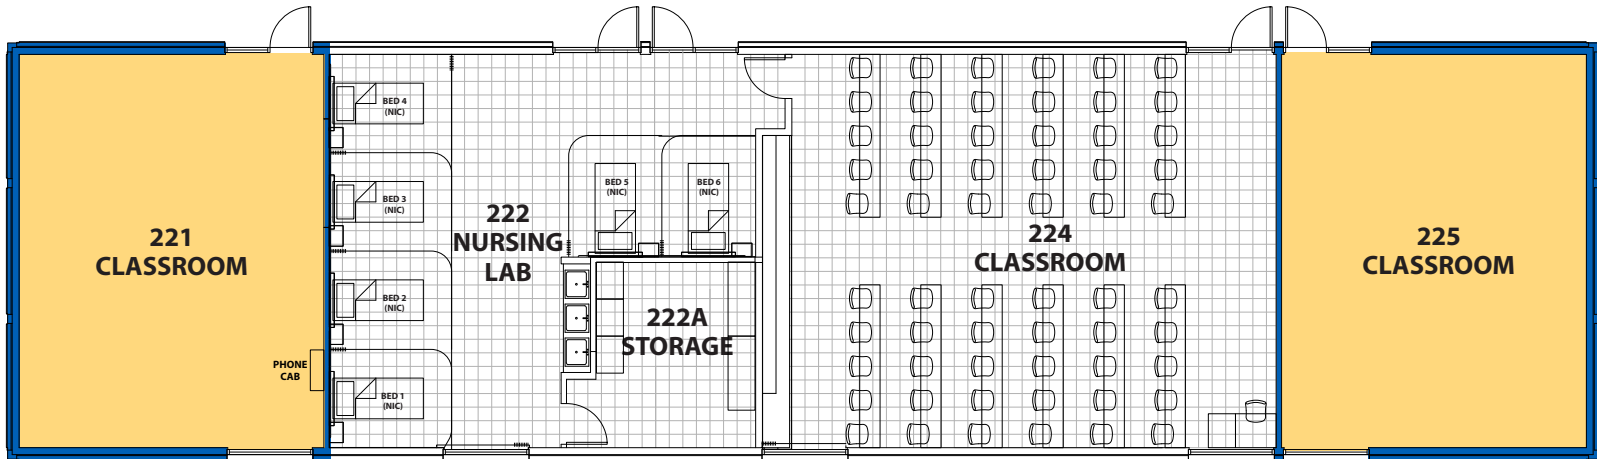 221
CLASSROOM
PHONE
CAB
BED 4
(NIC)
BED 3
(NIC)
BED 2
(NIC)
BED 1
(NIC)
222
NURSING
LAB
BED 5
(NIC)
BED 6
(NIC)
222A
STORAGE
224
CLASSROOM
225
CLASSROOM